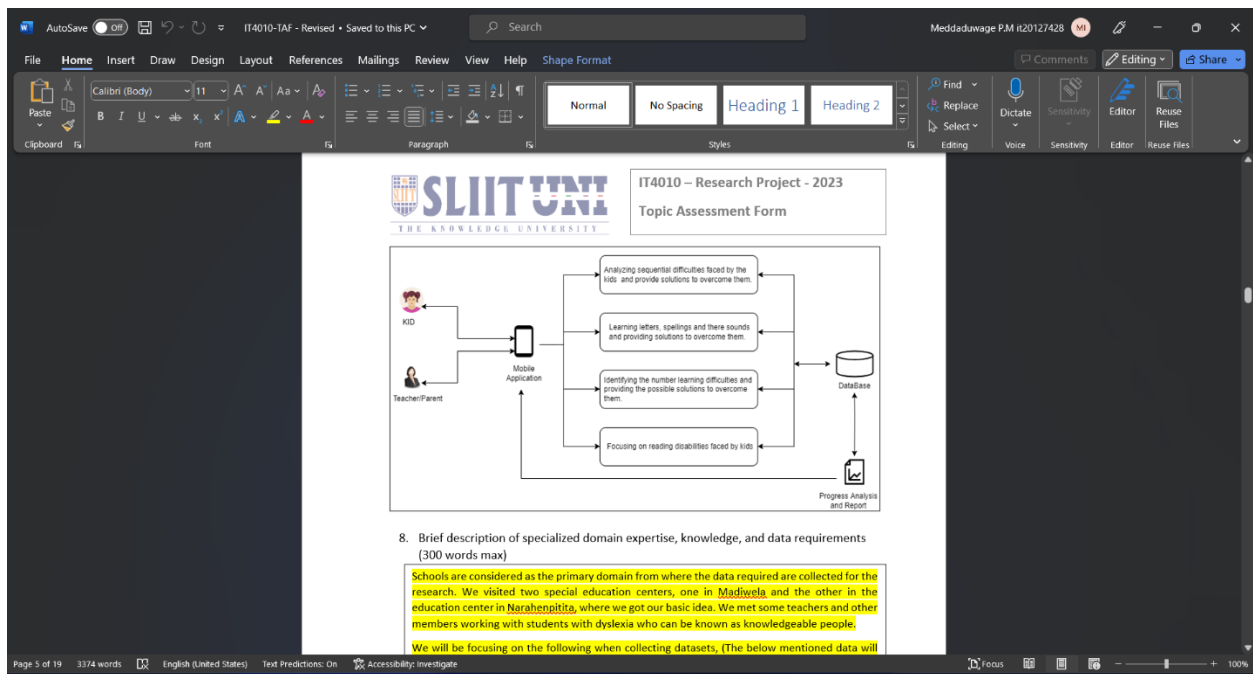 AutoSave Off IT4010-TAF - Revised • Saved to this PC Search Meddaduwage P.M it20127428 MI
File Home Insert Draw Design Layout References Mailings Review View Help Shape Format Comments Editing Share
Paste
Calibri (Body) 11 A A Aa A
B I U ab x x A A
Normal No Spacing Heading 1 Heading 2
Find
Replace
Select
Dictate Sensitivity Editor Reuse Files
Clipboard Font Paragraph Styles Editing Voice Sensitivity Editor Reuse Files
SLIIT UNI
THE KNOWLEDGE UNIVERSITY
IT4010 – Research Project - 2023
Topic Assessment Form
KID
Teacher/Parent
Mobile
Application
Analyzing sequential difficulties faced by the
kids and provide solutions to overcome them.
Learning letters, spellings and there sounds
and providing solutions to overcome them.
Identifying the number learning difficulties and
providing the possible solutions to overcome
them.
Focusing on reading disabilities faced by kids
DataBase
Progress Analysis
and Report
8. Brief description of specialized domain expertise, knowledge, and data requirements
(300 words max)
Schools are considered as the primary domain from where the data required are collected for the
research. We visited two special education centers, one in Madiwela and the other in the
education center in Narahenpitita, where we got our basic idea. We met some teachers and other
members working with students with dyslexia who can be known as knowledgeable people.
We will be focusing on the following when collecting datasets, (The below mentioned data will
Page 5 of 19 3374 words English (United States) Text Predictions: On Accessibility: Investigate Focus 100%